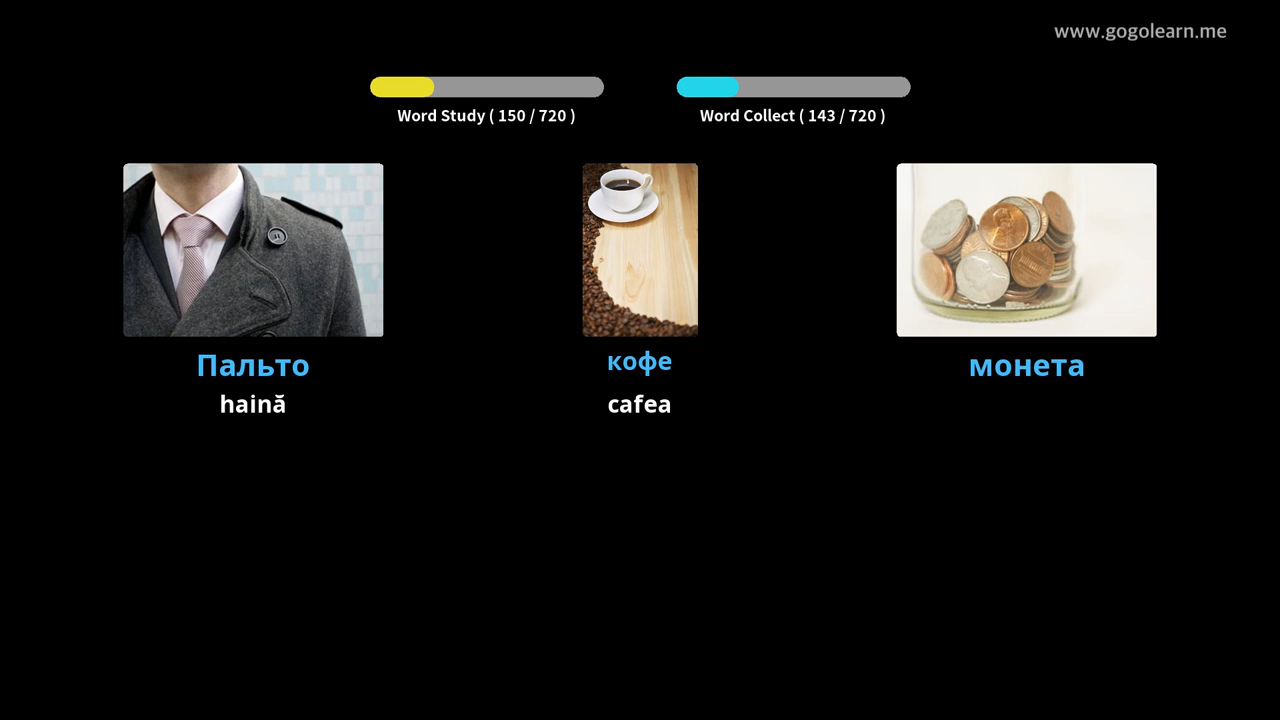 www.gogolearn.me
Word Study ( 150 / 720 )
Word Collect ( 143 / 720 )
Пальто
кофе
монета
haină
cafea